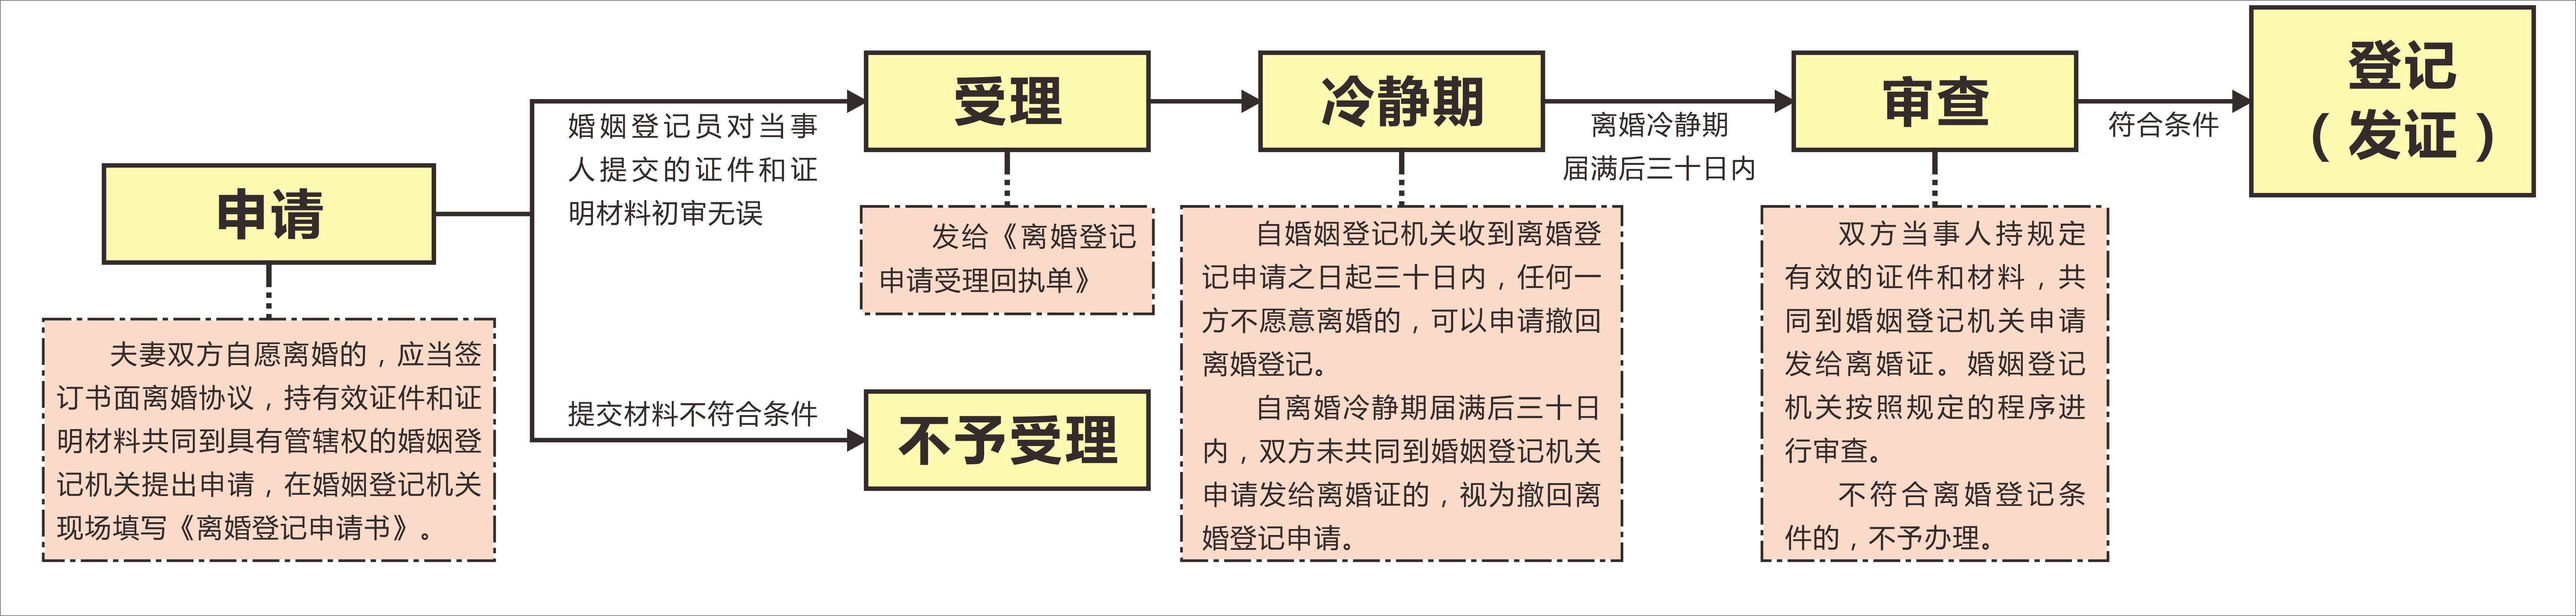 申请
夫妻双方自愿离婚的，应当签
订书面离婚协议，持有效证件和证
明材料共同到具有管辖权的婚姻登
记机关提出申请，在婚姻登记机关
现场填写《离婚登记申请书》。
婚姻登记员对当事
人提交的证件和证
明材料初审无误
提交材料不符合条件
受理
发给《离婚登记
申请受理回执单》
不予受理
冷静期
自婚姻登记机关收到离婚登
记申请之日起三十日内，任何一
方不愿意离婚的，可以申请撤回
离婚登记。
自离婚冷静期届满后三十日
内，双方未共同到婚姻登记机关
申请发给离婚证的，视为撤回离
婚登记申请。
离婚冷静期
届满后三十日内
审查
双方当事人持规定
有效的证件和材料，共
同到婚姻登记机关申请
发给离婚证。婚姻登记
机关按照规定的程序进
行审查。
不符合离婚登记条
件的，不予办理。
符合条件
登记
（发证）